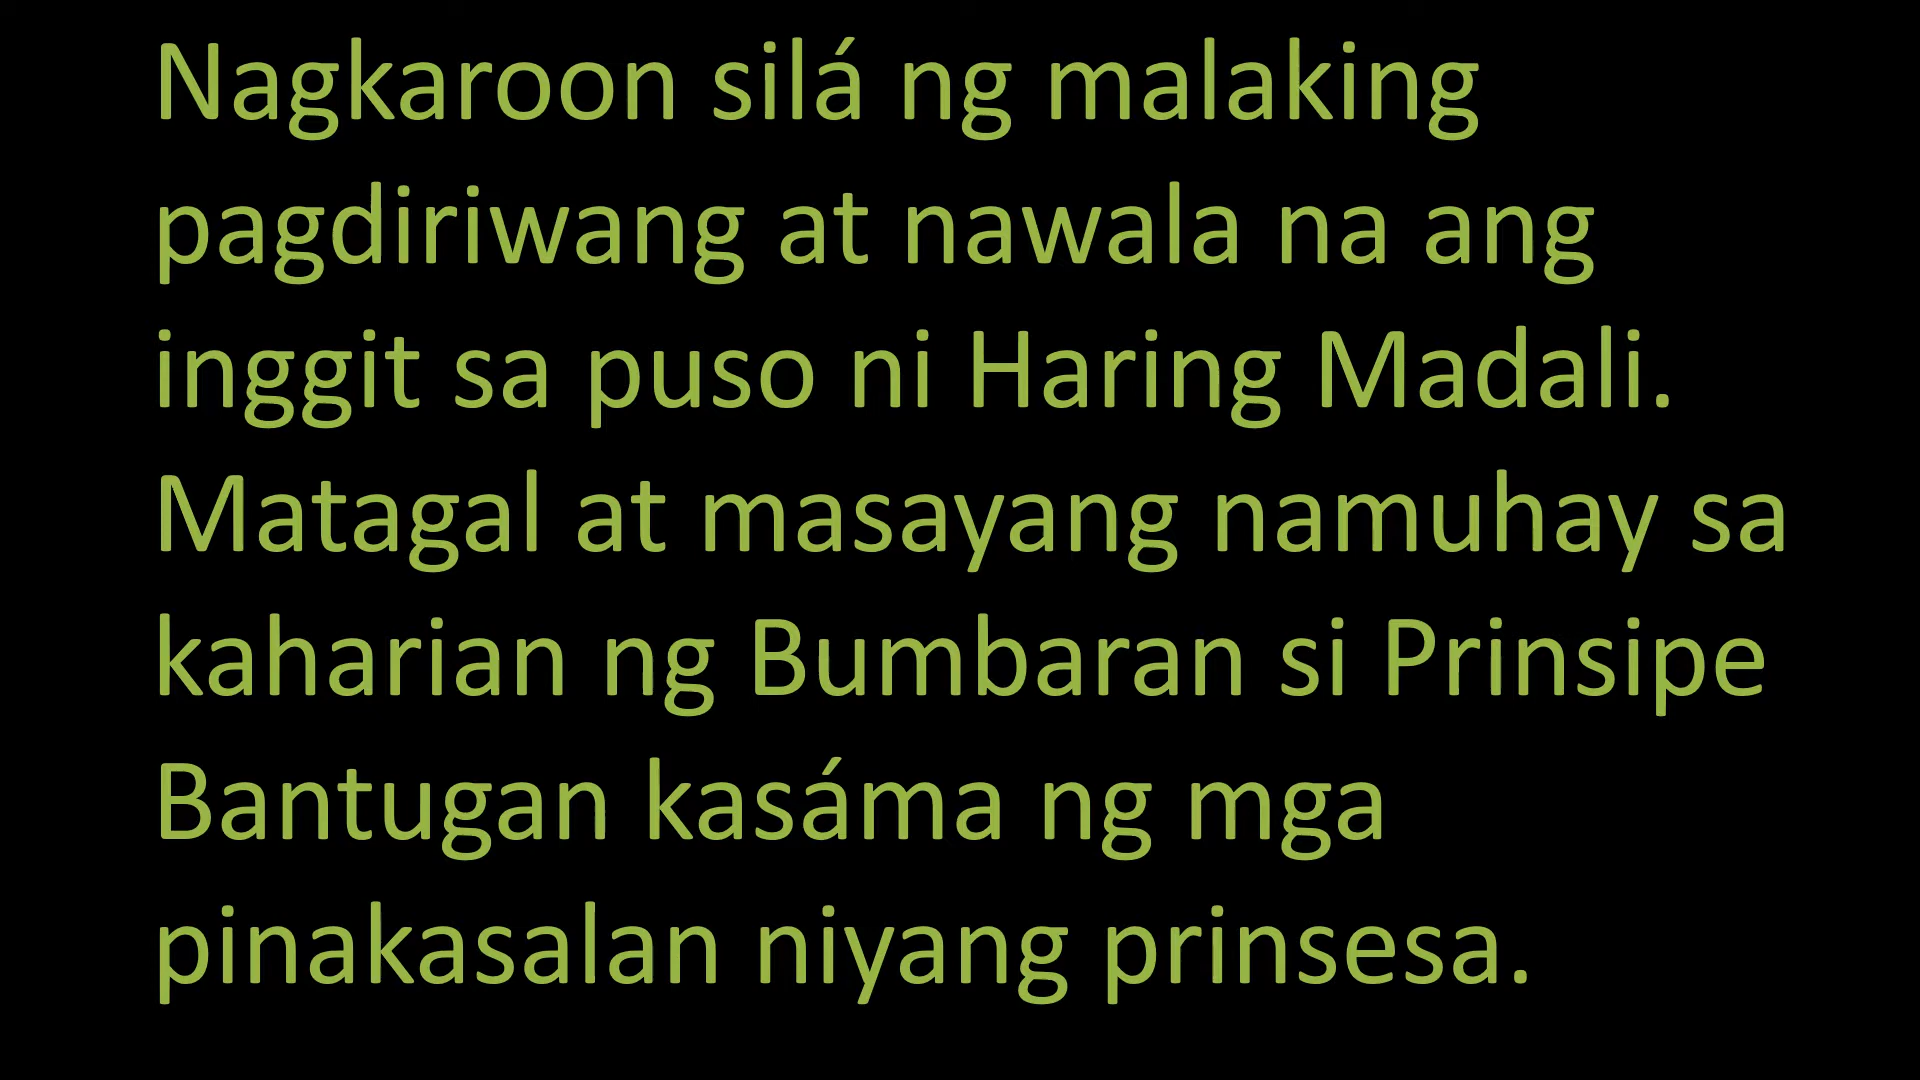 Nagkaroon silá ng malaking
pagdiriwang at nawala na ang
inggit sa puso ni Haring Madali.
Matagal at masayang namuhay sa
kaharian ng Bumbaran si Prinsipe
Bantugan kasáma ng mga
pinakasalan niyang prinsesa.